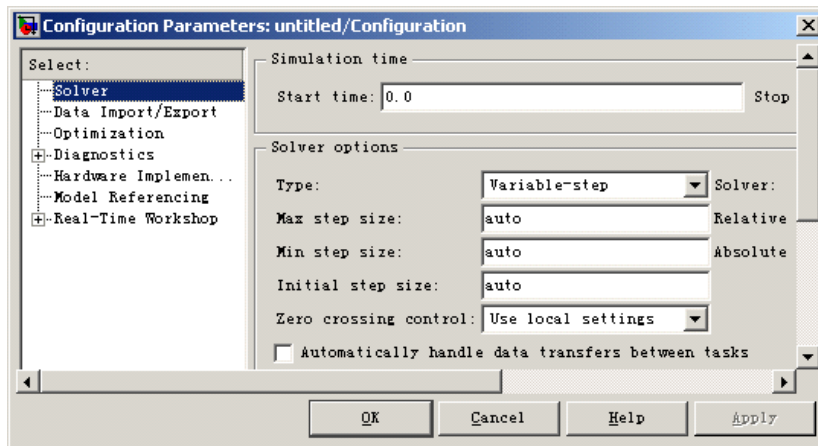 Configuration Parameters: untitled/Configuration
Select:
Solver
Data Import/Export
Optimization
Diagnostics
Hardware Implemen...
Model Referencing
Real-Time Workshop
Simulation time
Start time: 0.0 Stop
Solver options
Type: Variable-step Solver:
Max step size: auto Relative
Min step size: auto Absolute
Initial step size: auto
Zero crossing control: Use local settings
Automatically handle data transfers between tasks
OK Cancel Help Apply